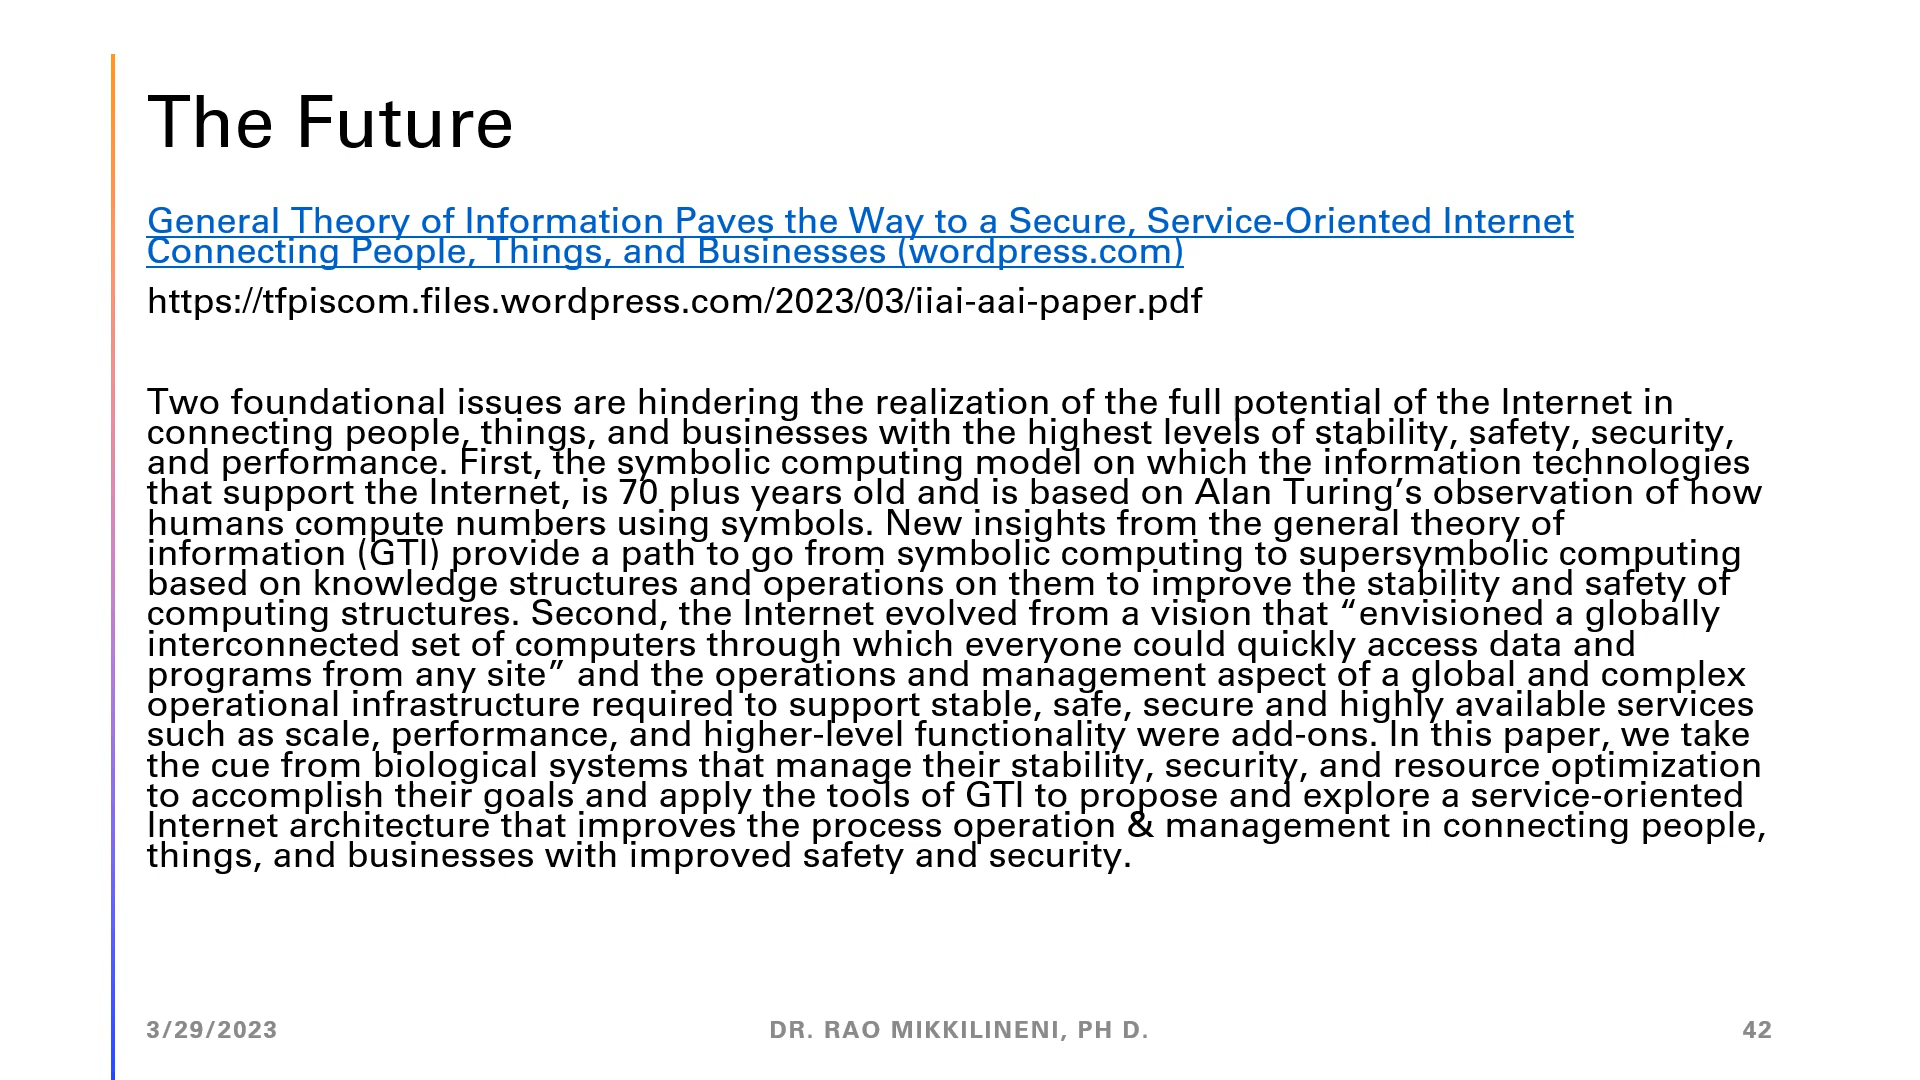 The Future
General Theory of Information Paves the Way to a Secure, Service-Oriented Internet
Connecting People, Things, and Businesses (wordpress.com)
https://tfpiscom.files.wordpress.com/2023/03/iiai-aai-paper.pdf
Two foundational issues are hindering the realization of the full potential of the Internet in
connecting people, things, and businesses with the highest levels of stability, safety, security,
and performance. First, the symbolic computing model on which the information technologies
that support the Internet, is 70 plus years old and is based on Alan Turing’s observation of how
humans compute numbers using symbols. New insights from the general theory of
information (GTI) provide a path to go from symbolic computing to supersymbolic computing
based on knowledge structures and operations on them to improve the stability and safety of
computing structures. Second, the Internet evolved from a vision that “envisioned a globally
interconnected set of computers through which everyone could quickly access data and
programs from any site” and the operations and management aspect of a global and complex
operational infrastructure required to support stable, safe, secure and highly available services
such as scale, performance, and higher-level functionality were add-ons. In this paper, we take
the cue from biological systems that manage their stability, security, and resource optimization
to accomplish their goals and apply the tools of GTI to propose and explore a service-oriented
Internet architecture that improves the process operation & management in connecting people,
things, and businesses with improved safety and security.
3/29/2023
DR. RAO MIKKILINENI, PH D.
42